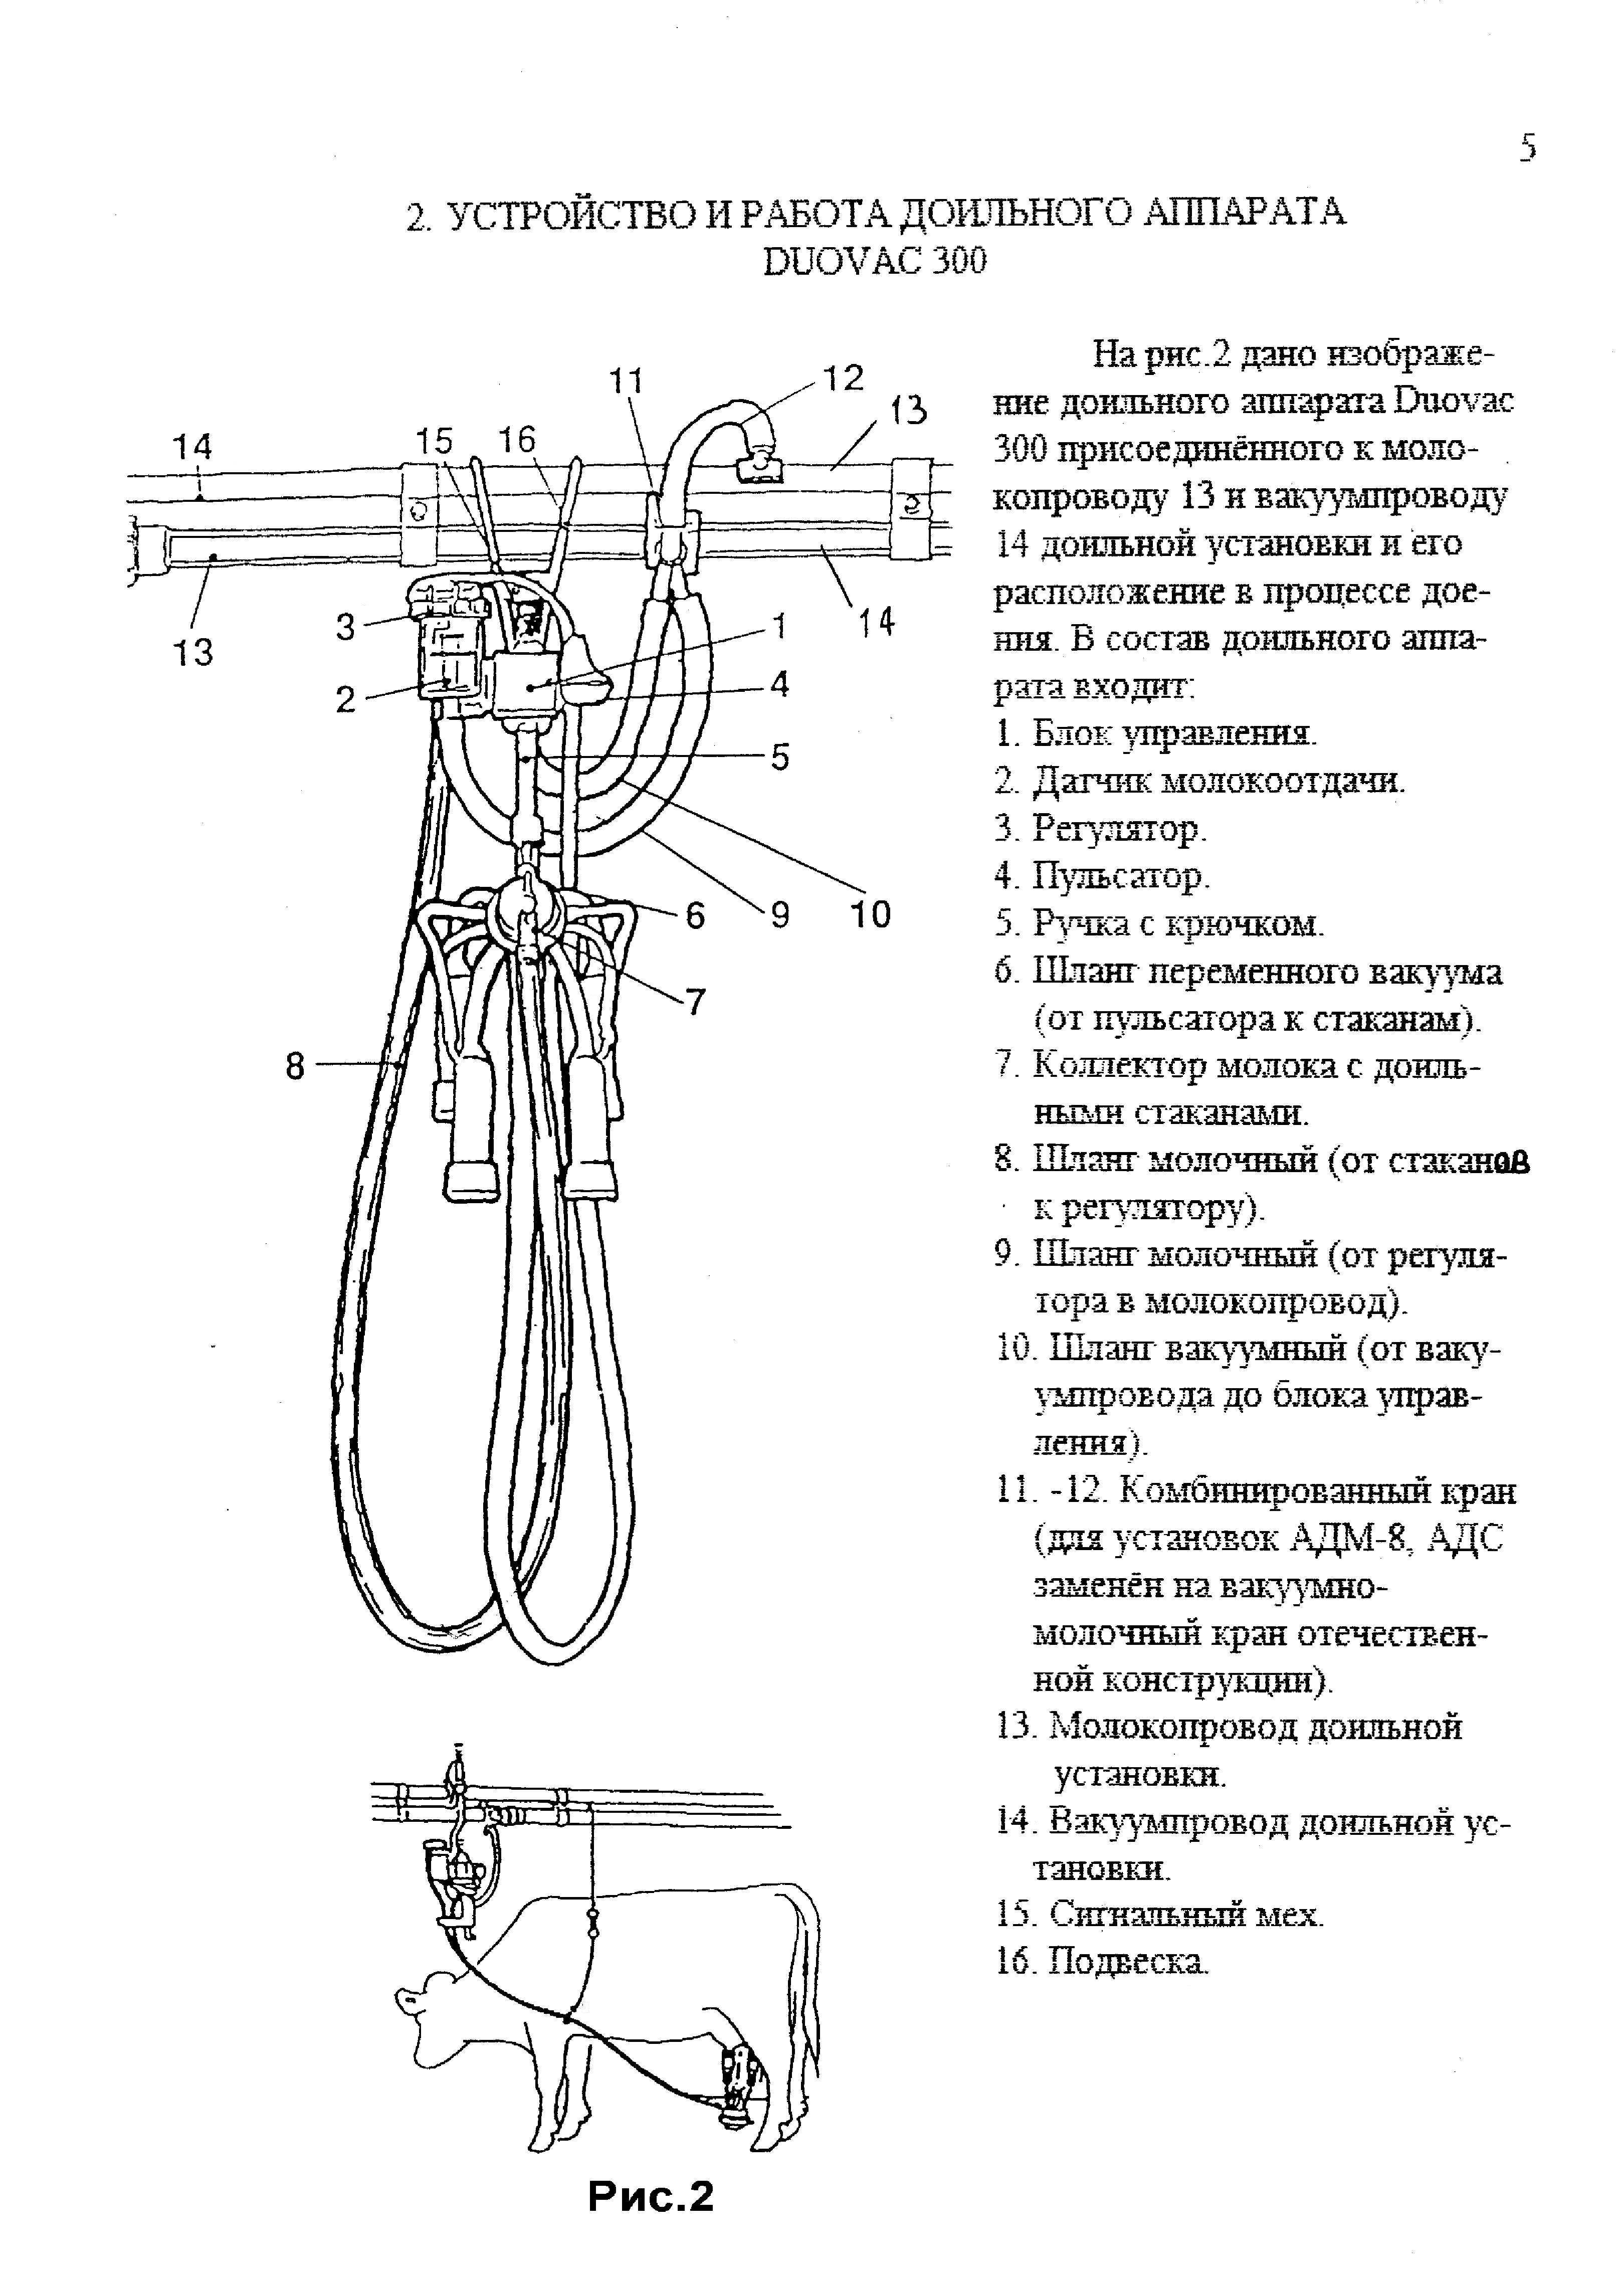 5
2. УСТРОЙСТВО И РАБОТА ДОИЛЬНОГО АППАРАТА
DUOVAC 300
На рис.2 дано изображе-
ние доильного аппарата Duovac
300 присоединённого к моло-
копроводу 13 и вакуумпроводу
14 доильной установки и его
расположение в процессе дое-
ния. В состав доильного аппа-
рата входит:
1. Блок управления.
2. Датчик молокоотдачи.
3. Регулятор.
4. Пульсатор.
5. Ручка с крючком.
6. Шланг переменного вакуума
(от пульсатора к стаканам).
7. Коллектор молока с доиль-
ными стаканами.
8. Шланг молочный (от стаканов
к регулятору).
9. Шланг молочный (от регуля-
тора в молокопровод).
10. Шланг вакуумный (от ваку-
умпровода до блока управ-
ления).
11. -12. Комбинированный кран
(для установок АДМ-8, АДС
заменён на вакуумно-
молочный кран отечествен-
ной конструкции).
13. Молокопровод доильной
установки.
14. Вакуумпровод доильной ус-
тановки.
15. Сигнальный мех.
16. Подвеска.
11
12
13
14
15
16
13
3
1
14
2
4
5
6
9
10
7
8
Рис.2